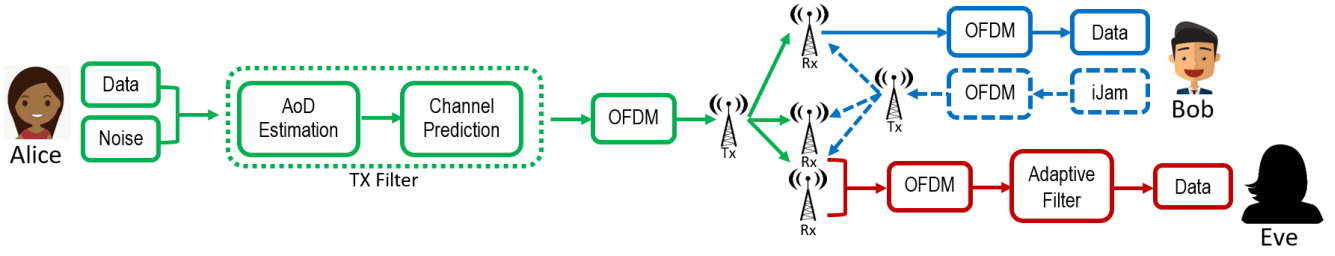 Alice
Data
Noise
AoD
Estimation
Channel
Prediction
TX Filter
OFDM
Tx
Rx
OFDM
Data
Bob
Tx
OFDM
iJam
Rx
Rx
OFDM
Adaptive
Filter
Data
Eve